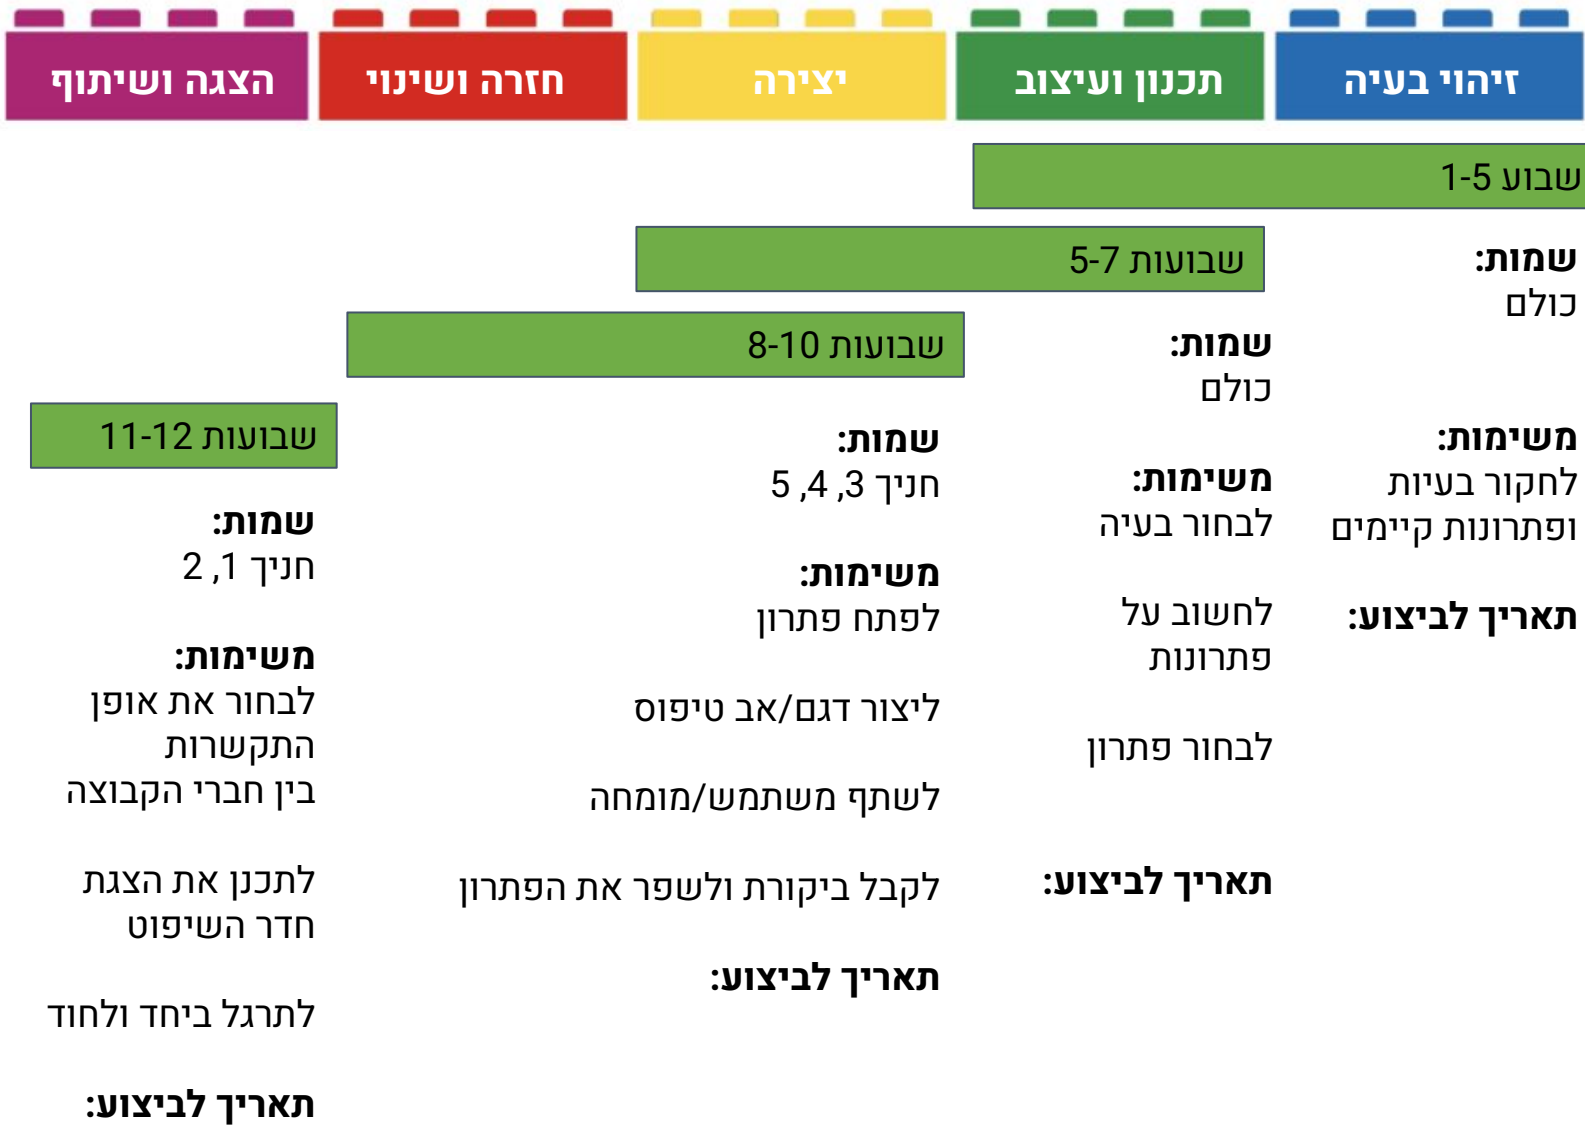 זיהוי בעיה
תכנון ועיצוב
יצירה
חזרה ושינוי
הצגה ושיתוף
שבוע 1-5
שמות:
כולם
משימות:
לחקור בעיות
ופתרונות קיימים
תאריך לביצוע:
שבועות 5-7
שמות:
כולם
משימות:
לבחור בעיה
לחשוב על
פתרונות
לבחור פתרון
תאריך לביצוע:
שבועות 8-10
שמות:
חניך 3, 4, 5
משימות:
לפתח פתרון
ליצור דגם/אב טיפוס
לשתף משתמש/מומחה
לקבל ביקורת ולשפר את הפתרון
תאריך לביצוע:
שבועות 11-12
שמות:
חניך 1, 2
משימות:
לבחור את אופן
התקשרות
בין חברי הקבוצה
לתכנן את הצגת
חדר השיפוט
לתרגל ביחד ולחוד
תאריך לביצוע: